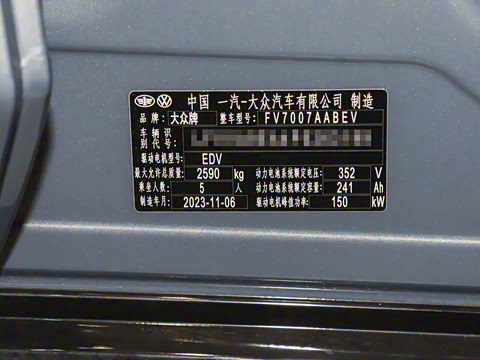 中国 一汽-大众汽车有限公司 制造
品牌: 大众牌 整车型号: FV7007AABEV
车辆识
别代号:
驱动电机型号: EDV
最大允许总质量: 2590 kg 动力电池系统额定电压: 352 V
乘坐人数: 5 人 动力电池系统额定容量: 241 Ah
制造年月: 2023-11-06 驱动电机峰值功率: 150 kW